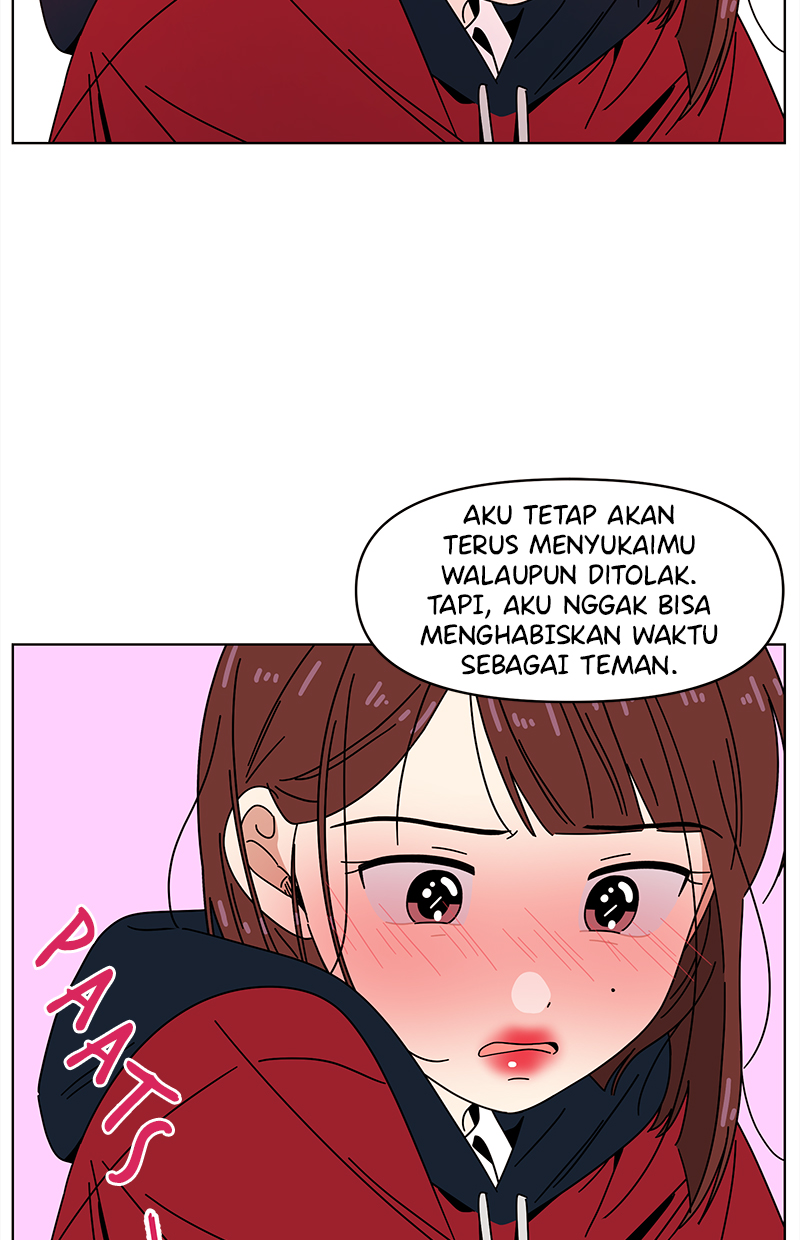 AKU TETAP AKAN
TERUS MENYUKAIMU
WALAUPUN DITOLAK.
TAPI, AKU NGGAK BISA
MENGHABISKAN WAKTU
SEBAGAI TEMAN.
PAATS